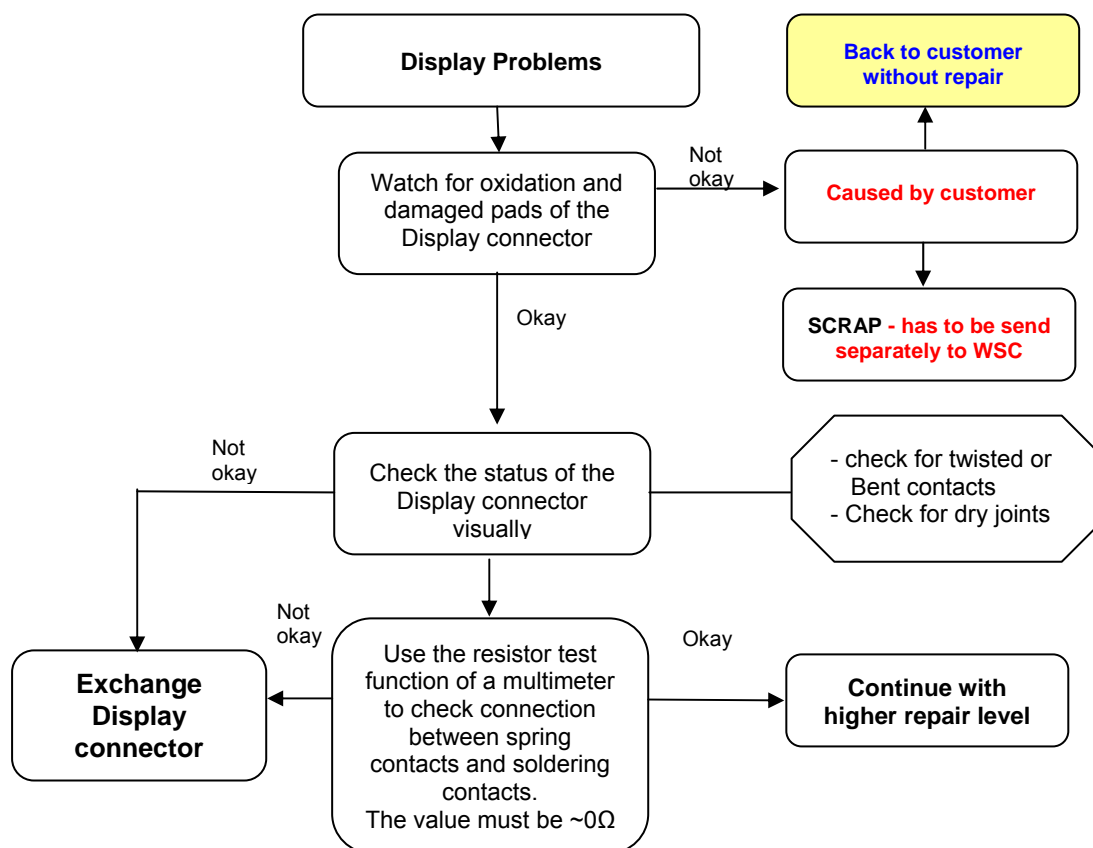 Display Problems
Back to customer
without repair
Not
okay
Watch for oxidation and
damaged pads of the
Display connector
Caused by customer
Okay
SCRAP - has to be send
separately to WSC
Not
okay
Check the status of the
Display connector
visually
- check for twisted or
Bent contacts
- Check for dry joints
Not
okay
Use the resistor test
function of a multimeter
to check connection
between spring
contacts and soldering
contacts.
The value must be ~0Ω
Okay
Exchange
Display
connector
Continue with
higher repair level